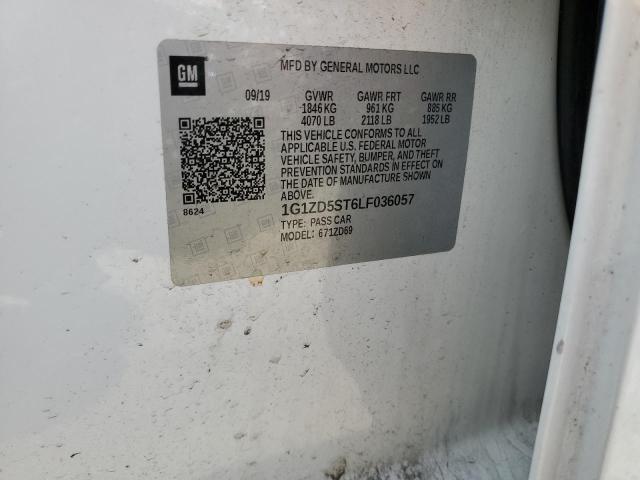 GM
MFD BY GENERAL MOTORS LLC
09/19 GVWR GAWR FRT GAWR RR
1846 KG 961 KG 885 KG
4070 LB 2118 LB 1952 LB
THIS VEHICLE CONFORMS TO ALL
APPLICABLE U.S. FEDERAL MOTOR
VEHICLE SAFETY, BUMPER, AND THEFT
PREVENTION STANDARDS IN EFFECT ON
THE DATE OF MANUFACTURE SHOWN
ABOVE.
8624
1G1ZD5ST6LF036057
TYPE: PASS CAR
MODEL: 671ZD69